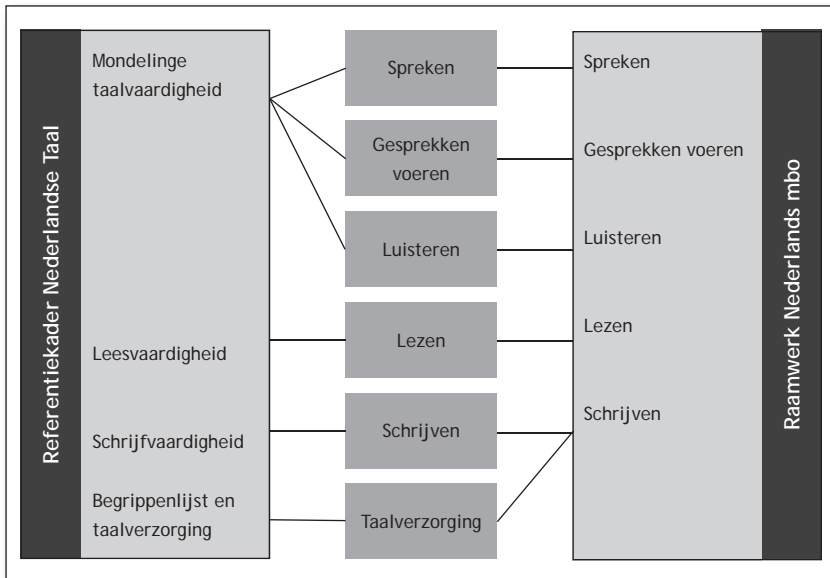 Referentiekader Nederlandse Taal
Mondelinge
taalvaardigheid
Leesvaardigheid
Schrijfvaardigheid
Begrippenlijst en
taalverzorging
Spreken
Gesprekken
voeren
Luisteren
Lezen
Schrijven
Taalverzorging
Spreken
Gesprekken voeren
Luisteren
Lezen
Schrijven
Raamwerk Nederlands mbo